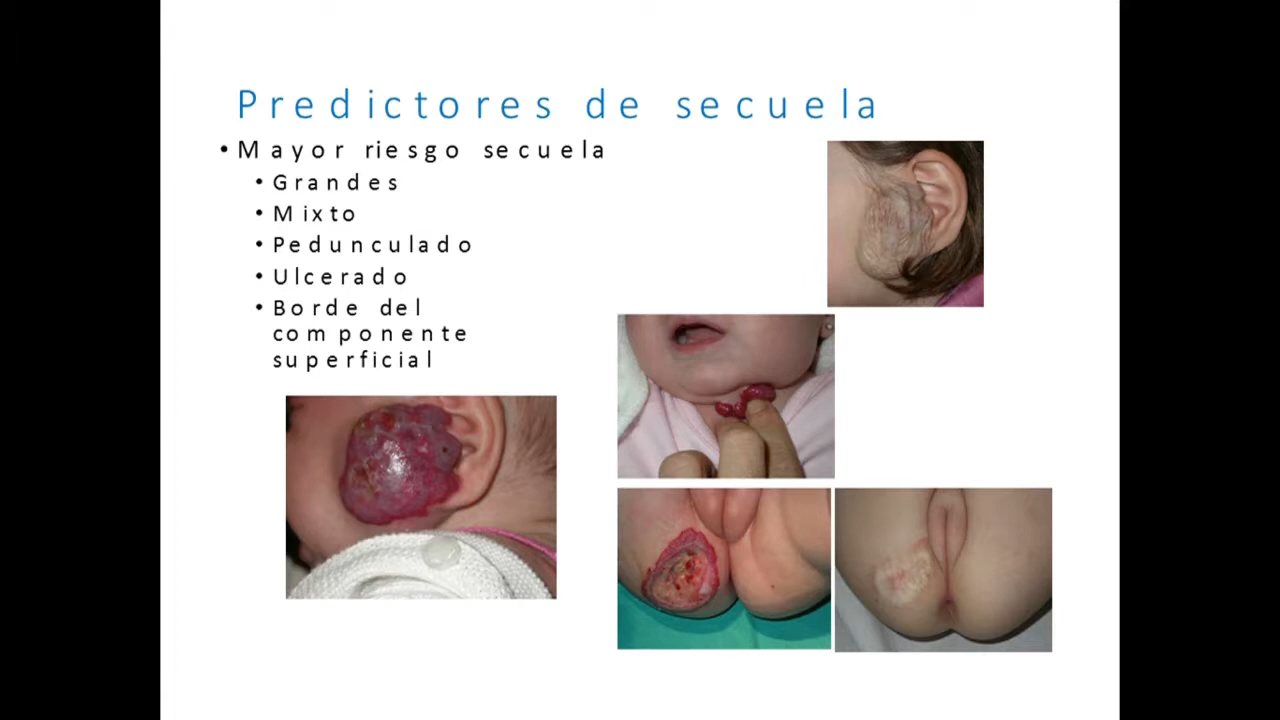 Predictores de secuela
• Mayor riesgo secuela
• Grandes
• Mixto
• Pedunculado
• Ulcerado
• Borde del
componente
superficial